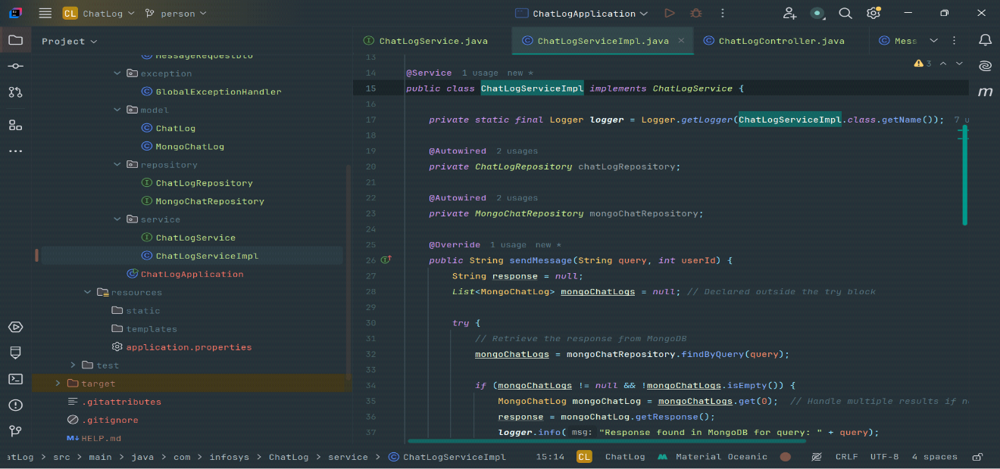 CL ChatLog person ChatLogApplication
Project
ChatLogService.java ChatLogServiceImpl.java ChatLogController.java Mess
MessageRequestDto
exception
GlobalExceptionHandler
model
ChatLog
MongoChatLog
repository
ChatLogRepository
MongoChatRepository
service
ChatLogService
ChatLogServiceImpl
ChatLogApplication
resources
static
templates
application.properties
test
target
.gitattributes
.gitignore
M↓ HELP.md
3
m
13
14 @Service 1 usage new *
15 public class ChatLogServiceImpl implements ChatLogService {
16
17 private static final Logger logger = Logger.getLogger(ChatLogServiceImpl.class.getName()); 7 u
18
19 @Autowired 2 usages
20 private ChatLogRepository chatLogRepository;
21
22 @Autowired 2 usages
23 private MongoChatRepository mongoChatRepository;
24
25 @Override 1 usage new *
26 public String sendMessage(String query, int userId) {
27 String response = null;
28 List<MongoChatLog> mongoChatLogs = null; // Declared outside the try block
29
30 try {
31 // Retrieve the response from MongoDB
32 mongoChatLogs = mongoChatRepository.findByQuery(query);
33
34 if (mongoChatLogs != null && !mongoChatLogs.isEmpty()) {
35 MongoChatLog mongoChatLog = mongoChatLogs.get(0); // Handle multiple results if ne
36 response = mongoChatLog.getResponse();
37 logger.info( msg: "Response found in MongoDB for query: " + query);
atLog > src > main > java > com > infosys > ChatLog > service > ChatLogServiceImpl 15:14 CL ChatLog Material Oceanic CRLF UTF-8 4 spaces